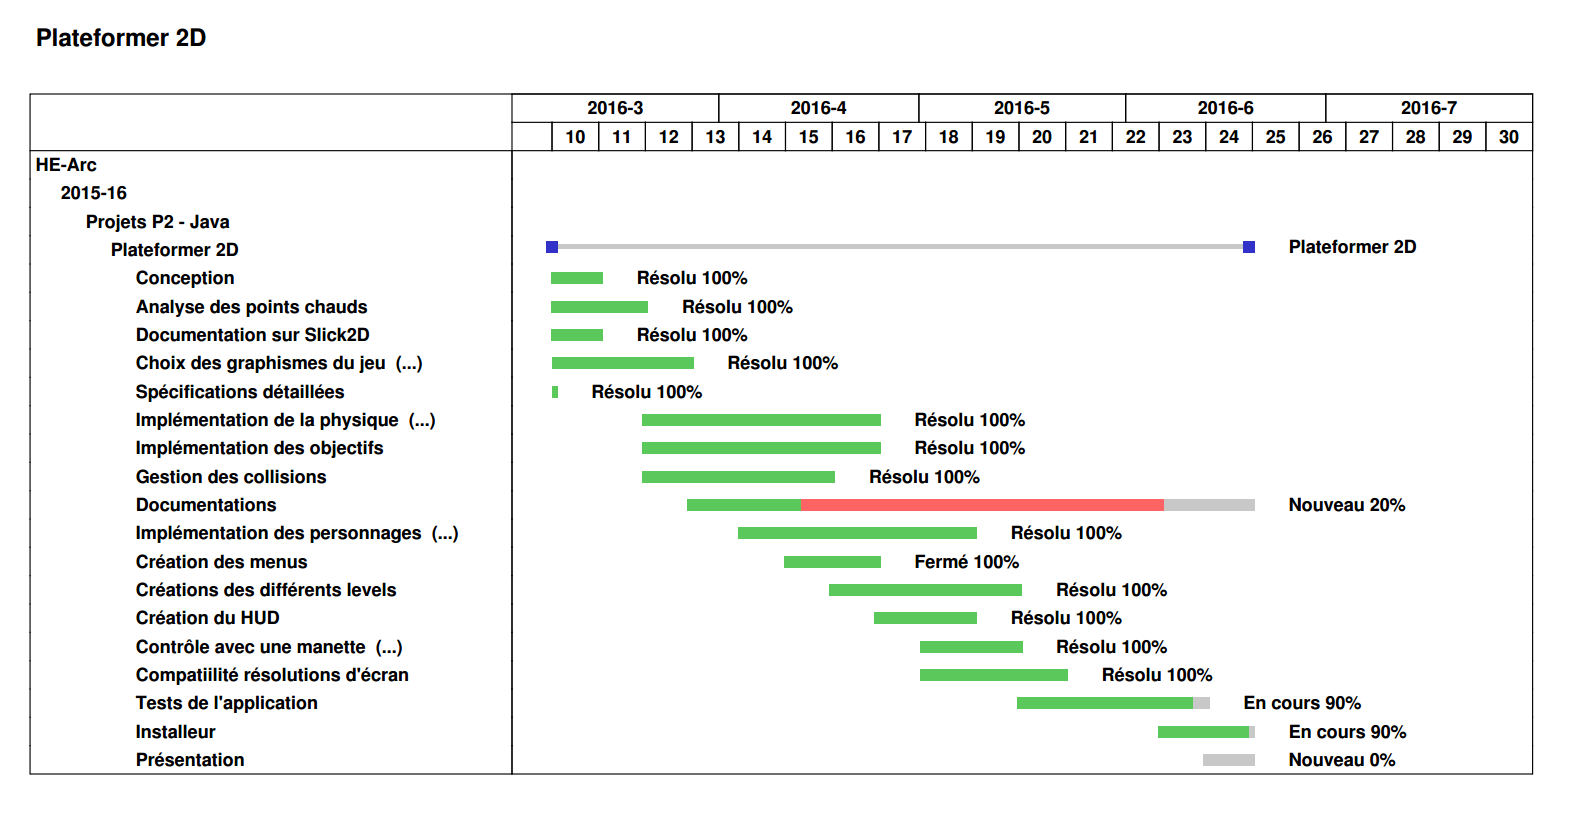 Plateformer 2D
2016-3 2016-4 2016-5 2016-6 2016-7
10 11 12 13 14 15 16 17 18 19 20 21 22 23 24 25 26 27 28 29 30
HE-Arc
2015-16
Projets P2 - Java
Plateformer 2D Plateformer 2D
Conception Résolu 100%
Analyse des points chauds Résolu 100%
Documentation sur Slick2D Résolu 100%
Choix des graphismes du jeu (...) Résolu 100%
Spécifications détaillées Résolu 100%
Implémentation de la physique (...) Résolu 100%
Implémentation des objectifs Résolu 100%
Gestion des collisions Résolu 100%
Documentations Nouveau 20%
Implémentation des personnages (...) Résolu 100%
Création des menus Fermé 100%
Créations des différents levels Résolu 100%
Création du HUD Résolu 100%
Contrôle avec une manette (...) Résolu 100%
Compatiilité résolutions d'écran Résolu 100%
Tests de l'application En cours 90%
Installeur En cours 90%
Présentation Nouveau 0%